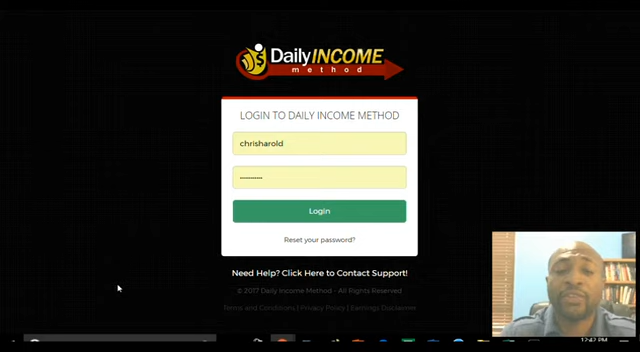 Daily INCOME
method
LOGIN TO DAILY INCOME METHOD
chrisharold
Login
Reset your password?
Need Help? Click Here to Contact Support!
© 2017 Daily Income Method - All Rights Reserved
Terms and Conditions | Privacy Policy | Earnings Disclaimer
12:42 PM